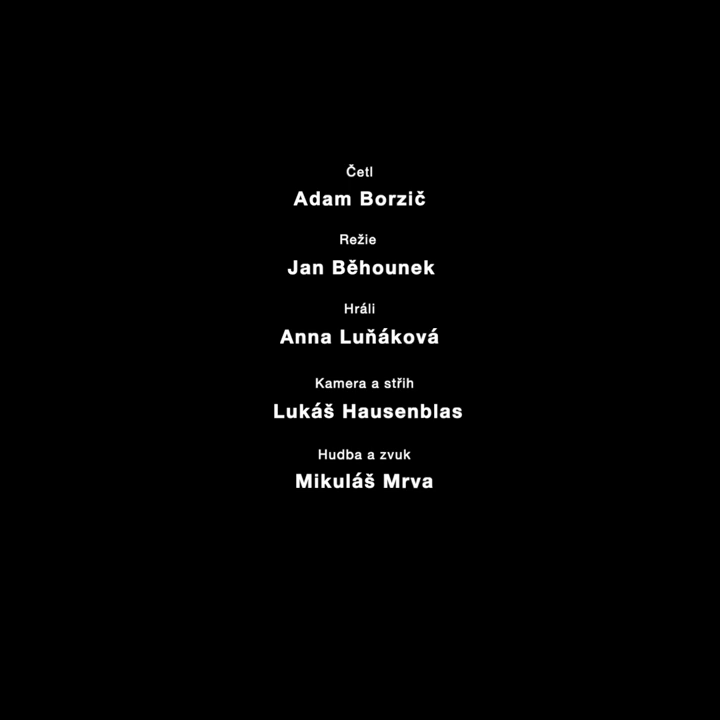 Četl
Adam Borzič
Režie
Jan Běhounek
Hráli
Anna Luňáková
Kamera a střih
Lukáš Hausenblas
Hudba a zvuk
Mikuláš Mrva